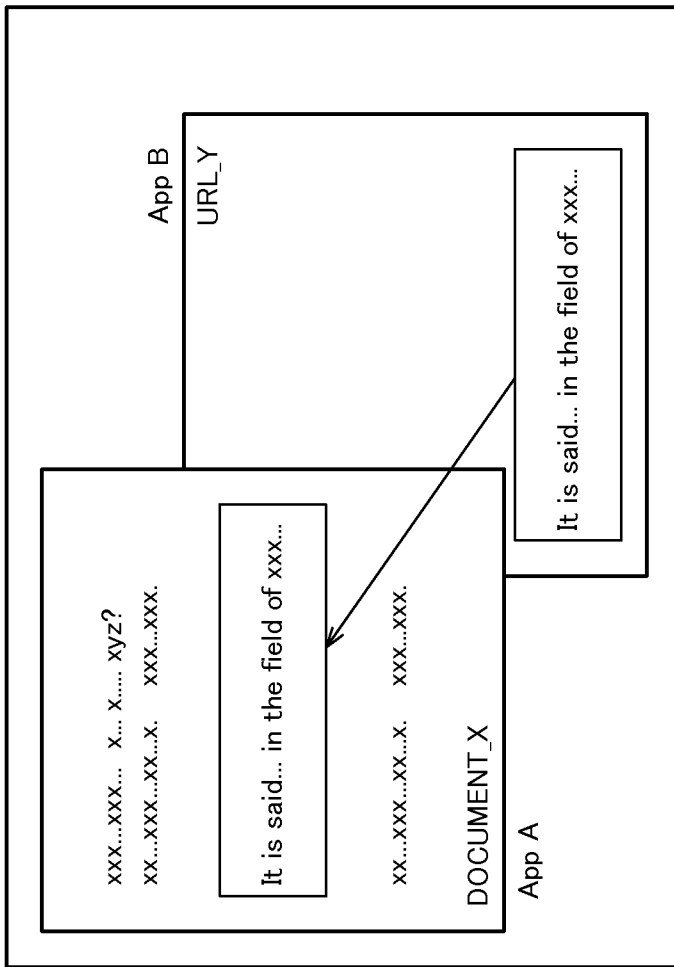 App B
URL_Y
xxx...xxx... x... x..... xyz?
xx...xxx...xx...x. xxx...xxx.
It is said... in the field of xxx...
xx...xxx...xx...x. xxx...xxx.
DOCUMENT_X
App A
It is said... in the field of xxx...